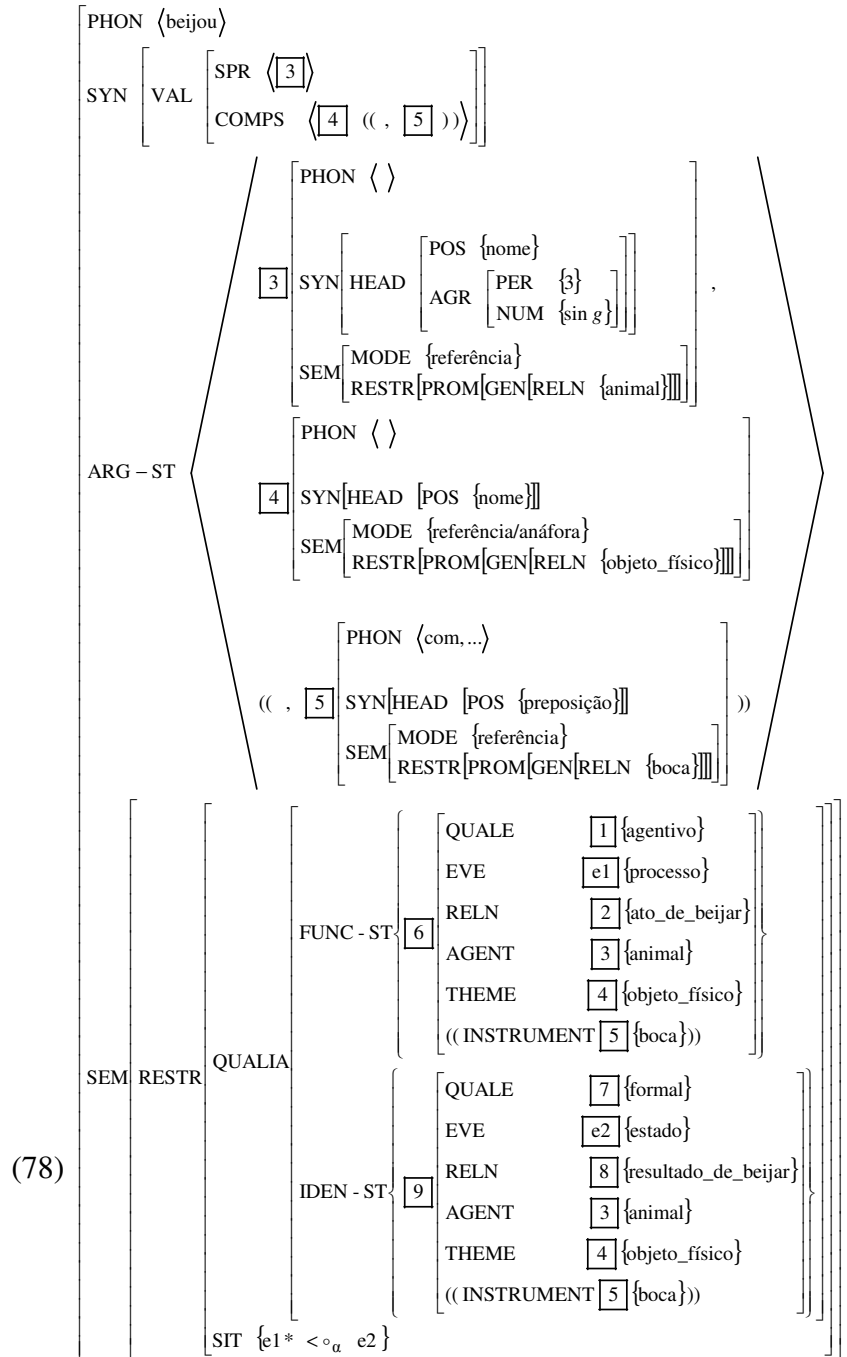 PHON ⟨beijou⟩
SYN [VAL [SPR ⟨[3]⟩
COMPS ⟨[4] (( , [5] ))⟩]]
PHON ⟨ ⟩
[3] SYN[HEAD [POS {nome}
AGR [PER {3}
NUM {sin g}]]] ,
SEM[MODE {referência}
RESTR[PROM[GEN[RELN {animal}]]]]
ARG – ST
PHON ⟨ ⟩
[4] SYN[HEAD [POS {nome}]]
SEM[MODE {referência/anáfora}
RESTR[PROM[GEN[RELN {objeto_físico}]]]]
PHON ⟨com,...⟩
(( , [5] SYN[HEAD [POS {preposição}]] ))
SEM[MODE {referência}
RESTR[PROM[GEN[RELN {boca}]]]]
(78) SEM RESTR QUALIA
FUNC - ST { [6]
QUALE [1] {agentivo}
EVE [e1] {processo}
RELN [2] {ato_de_beijar}
AGENT [3] {animal}
THEME [4] {objeto_físico}
(( INSTRUMENT [5] {boca}))
IDEN - ST { [9]
QUALE [7] {formal}
EVE [e2] {estado}
RELN [8] {resultado_de_beijar}
AGENT [3] {animal}
THEME [4] {objeto_físico}
(( INSTRUMENT [5] {boca}))
SIT {e1* <∘α e2}